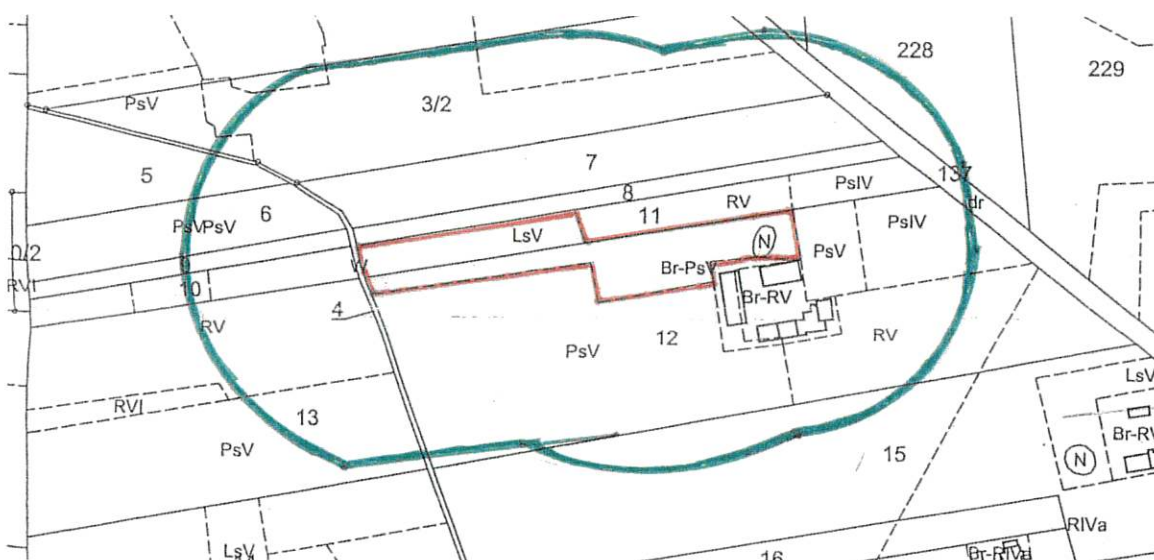 228
229
PsV
3/2
5
7
137
PsIV
8
dr
6
11
RV
PsIV
PsVPsV
LsV
N
PsV
0/2
9
W
Br-PsV
RVI
10
Br-RV
4
RV
12
RV
PsV
LsV
RVI
13
Br-RV
PsV
15
N
RIVa
LsV
16
Br-RIVa